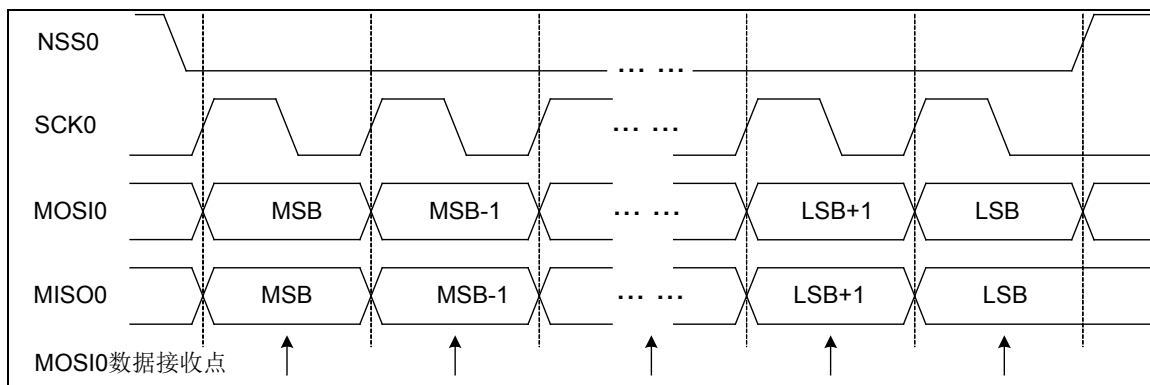 NSS0
... ...
SCK0
... ...
MOSI0 MSB MSB-1 ... ... LSB+1 LSB
MISO0 MSB MSB-1 ... ... LSB+1 LSB
MOSI0数据接收点